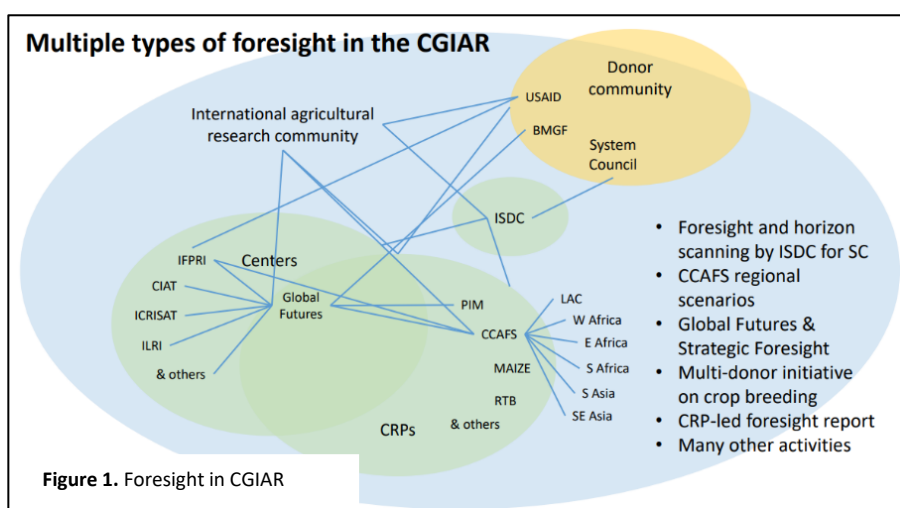 Multiple types of foresight in the CGIAR
Donor
community
USAID
BMGF
System
Council
International agricultural
research community
ISDC
IFPRI
Centers
CIAT
ICRISAT
ILRI
& others
Global
Futures
PIM
CCAFS
MAIZE
RTB
& others
CRPs
LAC
W Africa
E Africa
S Africa
S Asia
SE Asia
• Foresight and horizon
scanning by ISDC for SC
• CCAFS regional
scenarios
• Global Futures &
Strategic Foresight
• Multi-donor initiative
on crop breeding
• CRP-led foresight report
• Many other activities
Figure 1. Foresight in CGIAR